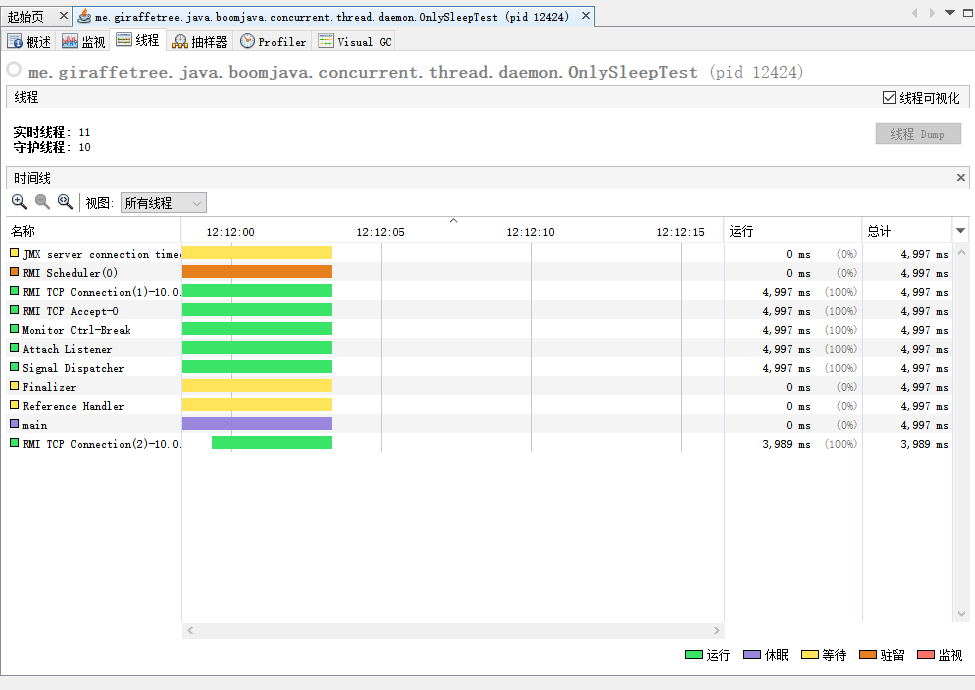 起始页 me.giraffetree.java.boomjava.concurrent.thread.daemon.OnlySleepTest (pid 12424)
概述 监视 线程 抽样器 Profiler Visual GC
me.giraffetree.java.boomjava.concurrent.thread.daemon.OnlySleepTest (pid 12424)
线程 线程可视化
实时线程: 11
守护线程: 10
线程 Dump
时间线
视图: 所有线程
名称 12:12:00 12:12:05 12:12:10 12:12:15 运行 总计
JMX server connection time 0 ms (0%) 4,997 ms
RMI Scheduler(0) 0 ms (0%) 4,997 ms
RMI TCP Connection(1)-10.0. 4,997 ms (100%) 4,997 ms
RMI TCP Accept-0 4,997 ms (100%) 4,997 ms
Monitor Ctrl-Break 4,997 ms (100%) 4,997 ms
Attach Listener 4,997 ms (100%) 4,997 ms
Signal Dispatcher 4,997 ms (100%) 4,997 ms
Finalizer 0 ms (0%) 4,997 ms
Reference Handler 0 ms (0%) 4,997 ms
main 0 ms (0%) 4,997 ms
RMI TCP Connection(2)-10.0. 3,989 ms (100%) 3,989 ms
运行 休眠 等待 驻留 监视